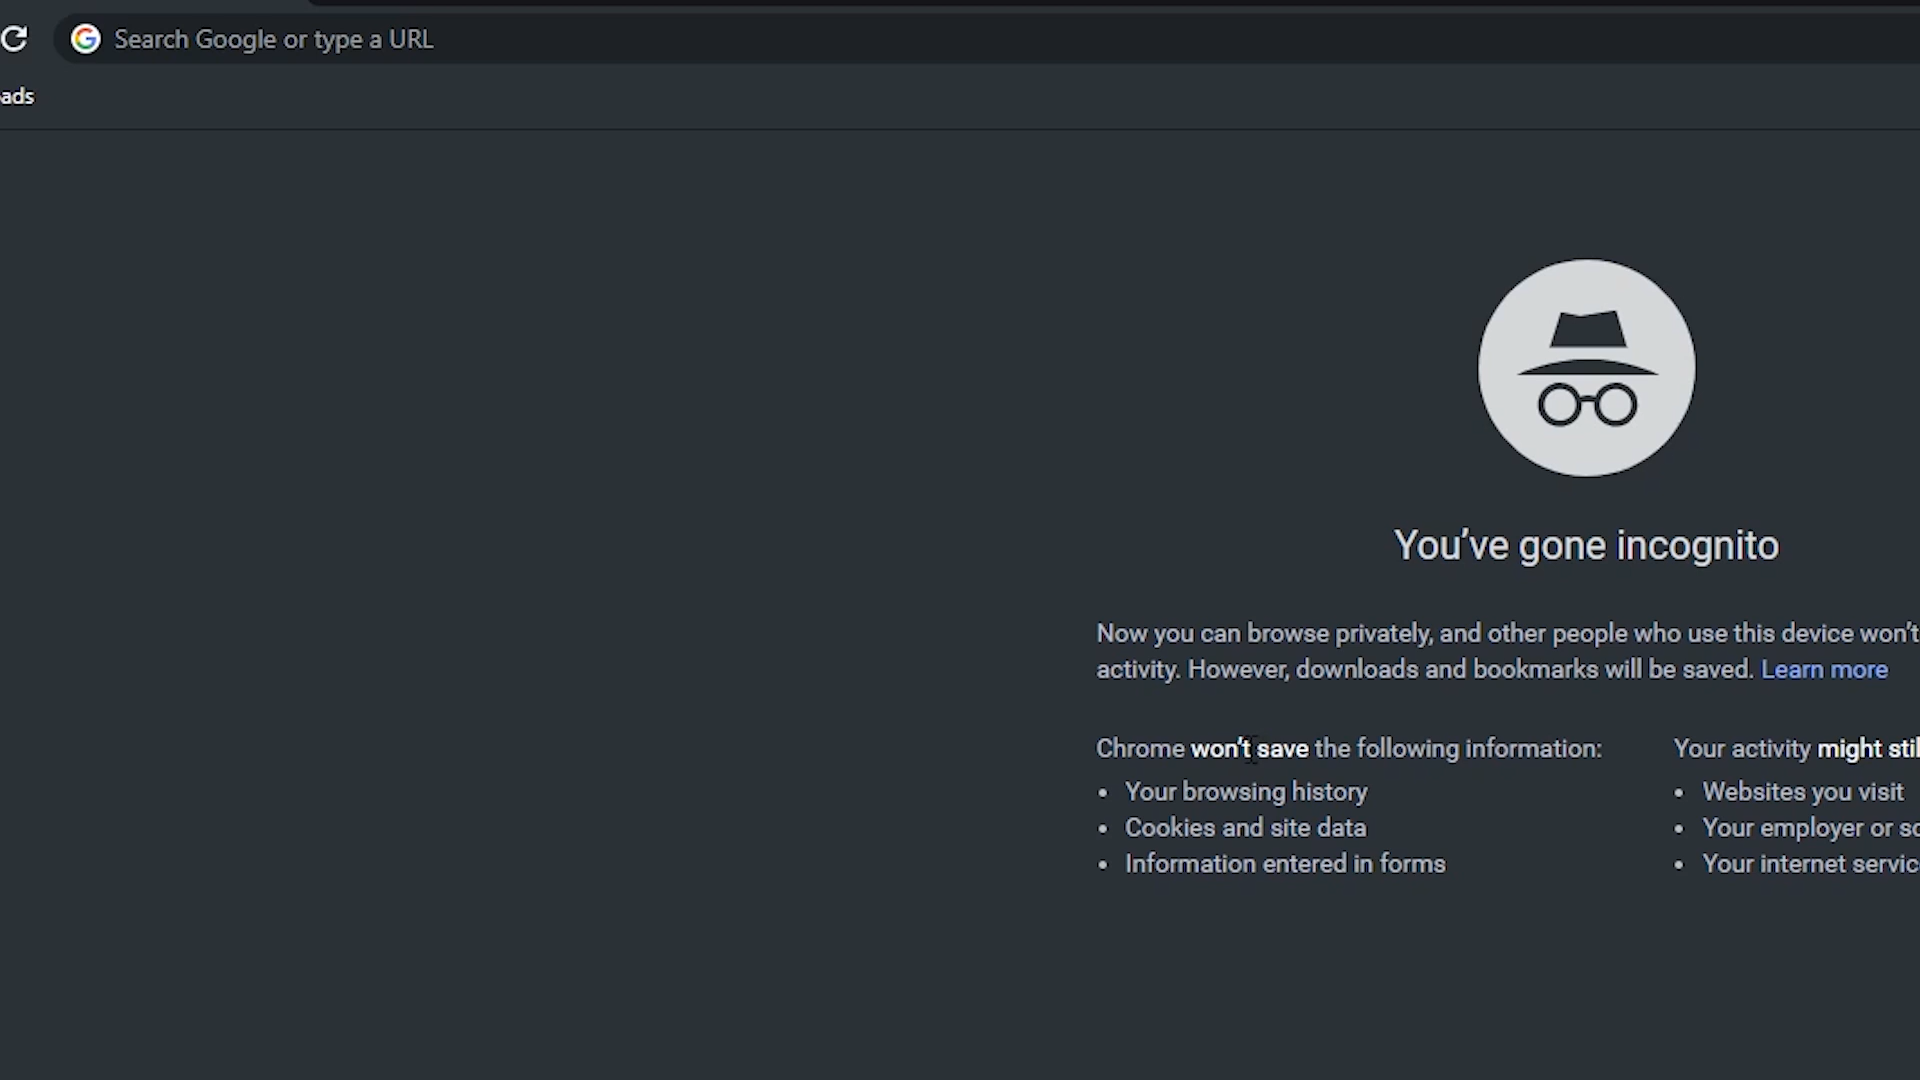 Search Google or type a URL
ads
You've gone incognito
Now you can browse privately, and other people who use this device won't
activity. However, downloads and bookmarks will be saved. Learn more
Chrome won't save the following information:
• Your browsing history
• Cookies and site data
• Information entered in forms
Your activity might stil
• Websites you visit
• Your employer or sc
• Your internet servic